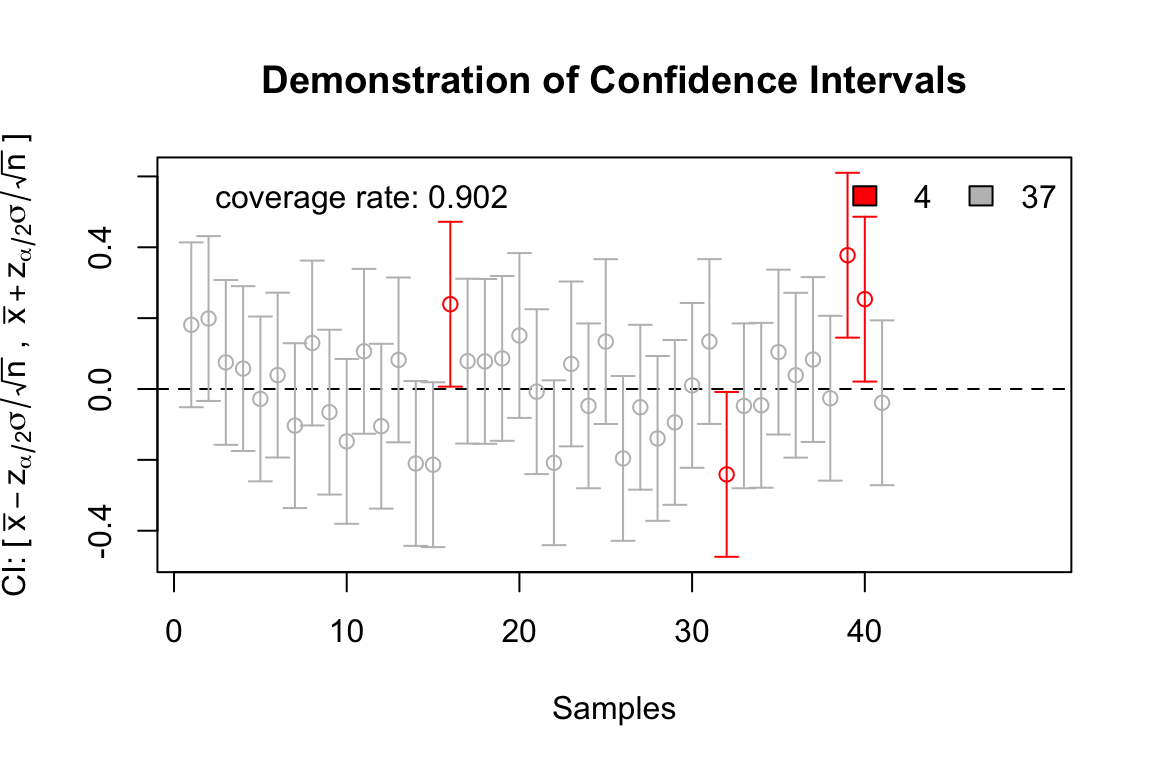 Demonstration of Confidence Intervals
coverage rate: 0.902
4 37
CI: [ x̅ − zα/2σ/√n , x̅ + zα/2σ/√n ]
0.4
0.0
-0.4
0 10 20 30 40
Samples